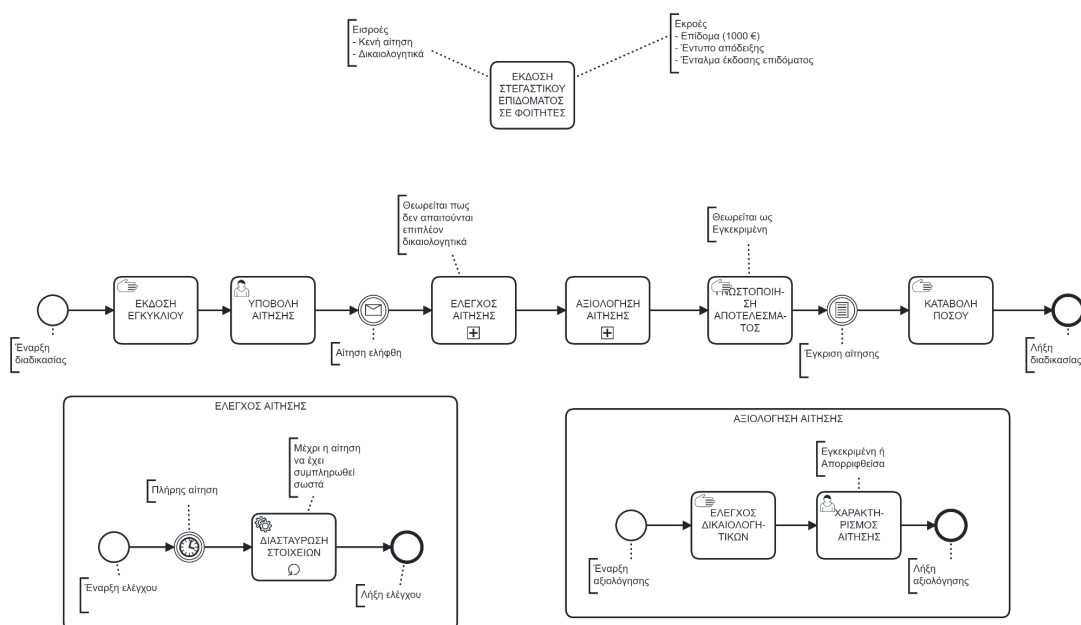 Εισροές
- Κενή αίτηση
- Δικαιολογητικά
Εκροές
- Επίδομα (1000 €)
- Έντυπο απόδειξης
- Ένταλμα έκδοσης επιδόματος
ΕΚΔΟΣΗ
ΣΤΕΓΑΣΤΙΚΟΥ
ΕΠΙΔΟΜΑΤΟΣ
ΣΕ ΦΟΙΤΗΤΕΣ
Θεωρείται πως
δεν απαιτούνται
επιπλέον
δικαιολογητικά
Θεωρείται ως
Εγκεκριμένη
ΕΚΔΟΣΗ
ΕΓΚΥΚΛΙΟΥ
ΥΠΟΒΟΛΗ
ΑΙΤΗΣΗΣ
ΕΛΕΓΧΟΣ
ΑΙΤΗΣΗΣ
ΑΞΙΟΛΟΓΗΣΗ
ΑΙΤΗΣΗΣ
ΓΝΩΣΤΟΠΟΙΗ-
ΣΗ
ΑΠΟΤΕΛΕΣΜΑ-
ΤΟΣ
ΚΑΤΑΒΟΛΗ
ΠΟΣΟΥ
Έναρξη
διαδικασίας
Αίτηση ελήφθη
Έγκριση αίτησης
Λήξη
διαδικασίας
ΕΛΕΓΧΟΣ ΑΙΤΗΣΗΣ
Μέχρι η αίτηση
να έχει
συμπληρωθεί
σωστά
Πλήρης αίτηση
ΔΙΑΣΤΑΥΡΩΣΗ
ΣΤΟΙΧΕΙΩΝ
Έναρξη ελέγχου
Λήξη ελέγχου
ΑΞΙΟΛΟΓΗΣΗ ΑΙΤΗΣΗΣ
Εγκεκριμένη ή
Απορριφθείσα
ΕΛΕΓΧΟΣ
ΔΙΚΑΙΟΛΟΓΗ-
ΤΙΚΩΝ
ΧΑΡΑΚΤΗ-
ΡΙΣΜΟΣ
ΑΙΤΗΣΗΣ
Έναρξη
αξιολόγησης
Λήξη
αξιολόγησης